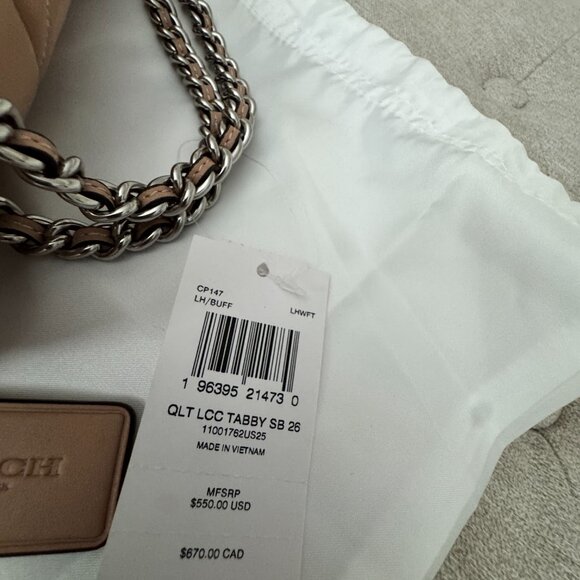 CP147
LH/BUFF
LHWFT
1 96395 21473 0
QLT LCC TABBY SB 26
11001762US25
MADE IN VIETNAM
MFSRP
$550.00 USD
$670.00 CAD